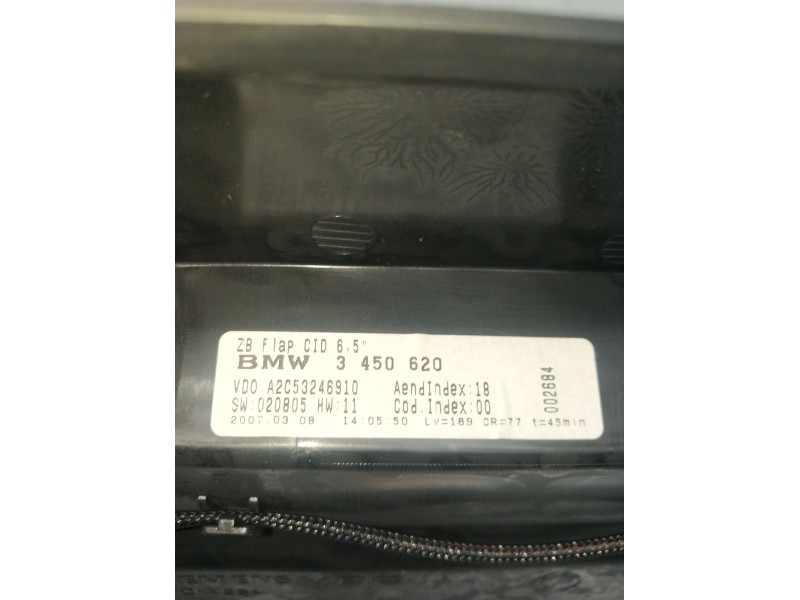 ZB Flap CID 6,5"
BMW 3 450 620
VDO A2C53246910 AendIndex:18
SW:020805 HW:11 Cod.Index:00
2007.03.08 14:05:50 Lv=169 CR=77 t=45min
002684